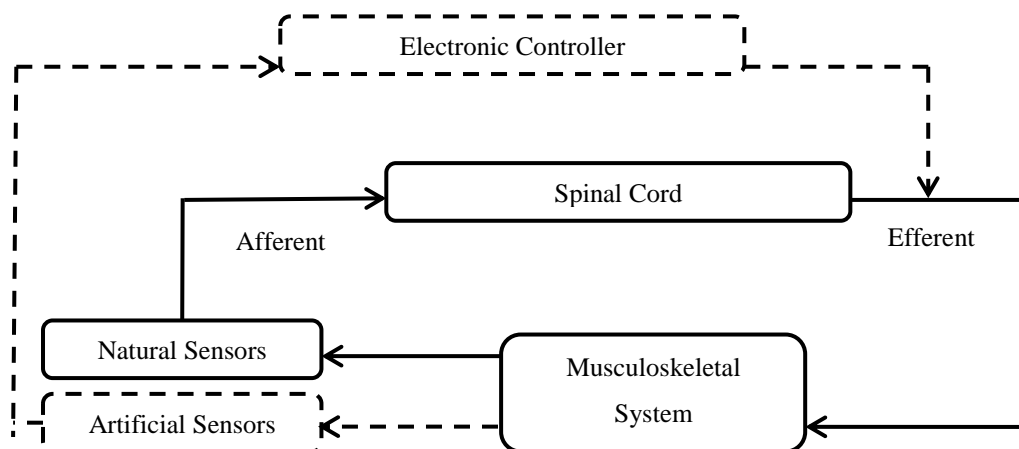 Electronic Controller
Spinal Cord
Afferent
Efferent
Natural Sensors
Musculoskeletal
System
Artificial Sensors